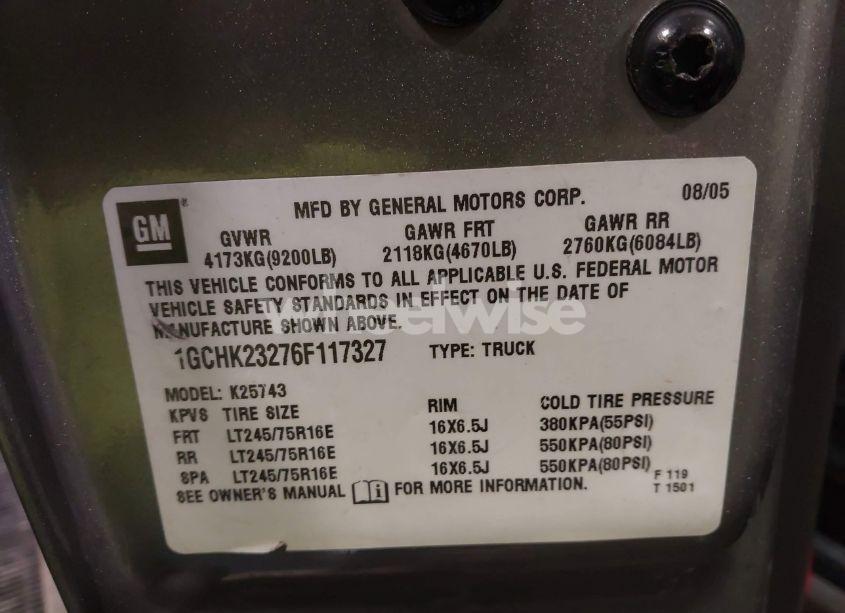 GM
®
MFD BY GENERAL MOTORS CORP. 08/05
GVWR GAWR FRT GAWR RR
4173KG(9200LB) 2118KG(4670LB) 2760KG(6084LB)
THIS VEHICLE CONFORMS TO ALL APPLICABLE U.S. FEDERAL MOTOR
VEHICLE SAFETY STANDARDS IN EFFECT ON THE DATE OF
MANUFACTURE SHOWN ABOVE.
1GCHK23276F117327 TYPE: TRUCK
MODEL: K25743
KPVS TIRE SIZE RIM COLD TIRE PRESSURE
FRT LT245/75R16E 16X6.5J 380KPA(55PSI)
RR LT245/75R16E 16X6.5J 550KPA(80PSI)
SPA LT245/75R16E 16X6.5J 550KPA(80PSI)
SEE OWNER'S MANUAL FOR MORE INFORMATION.
F 119
T 1501